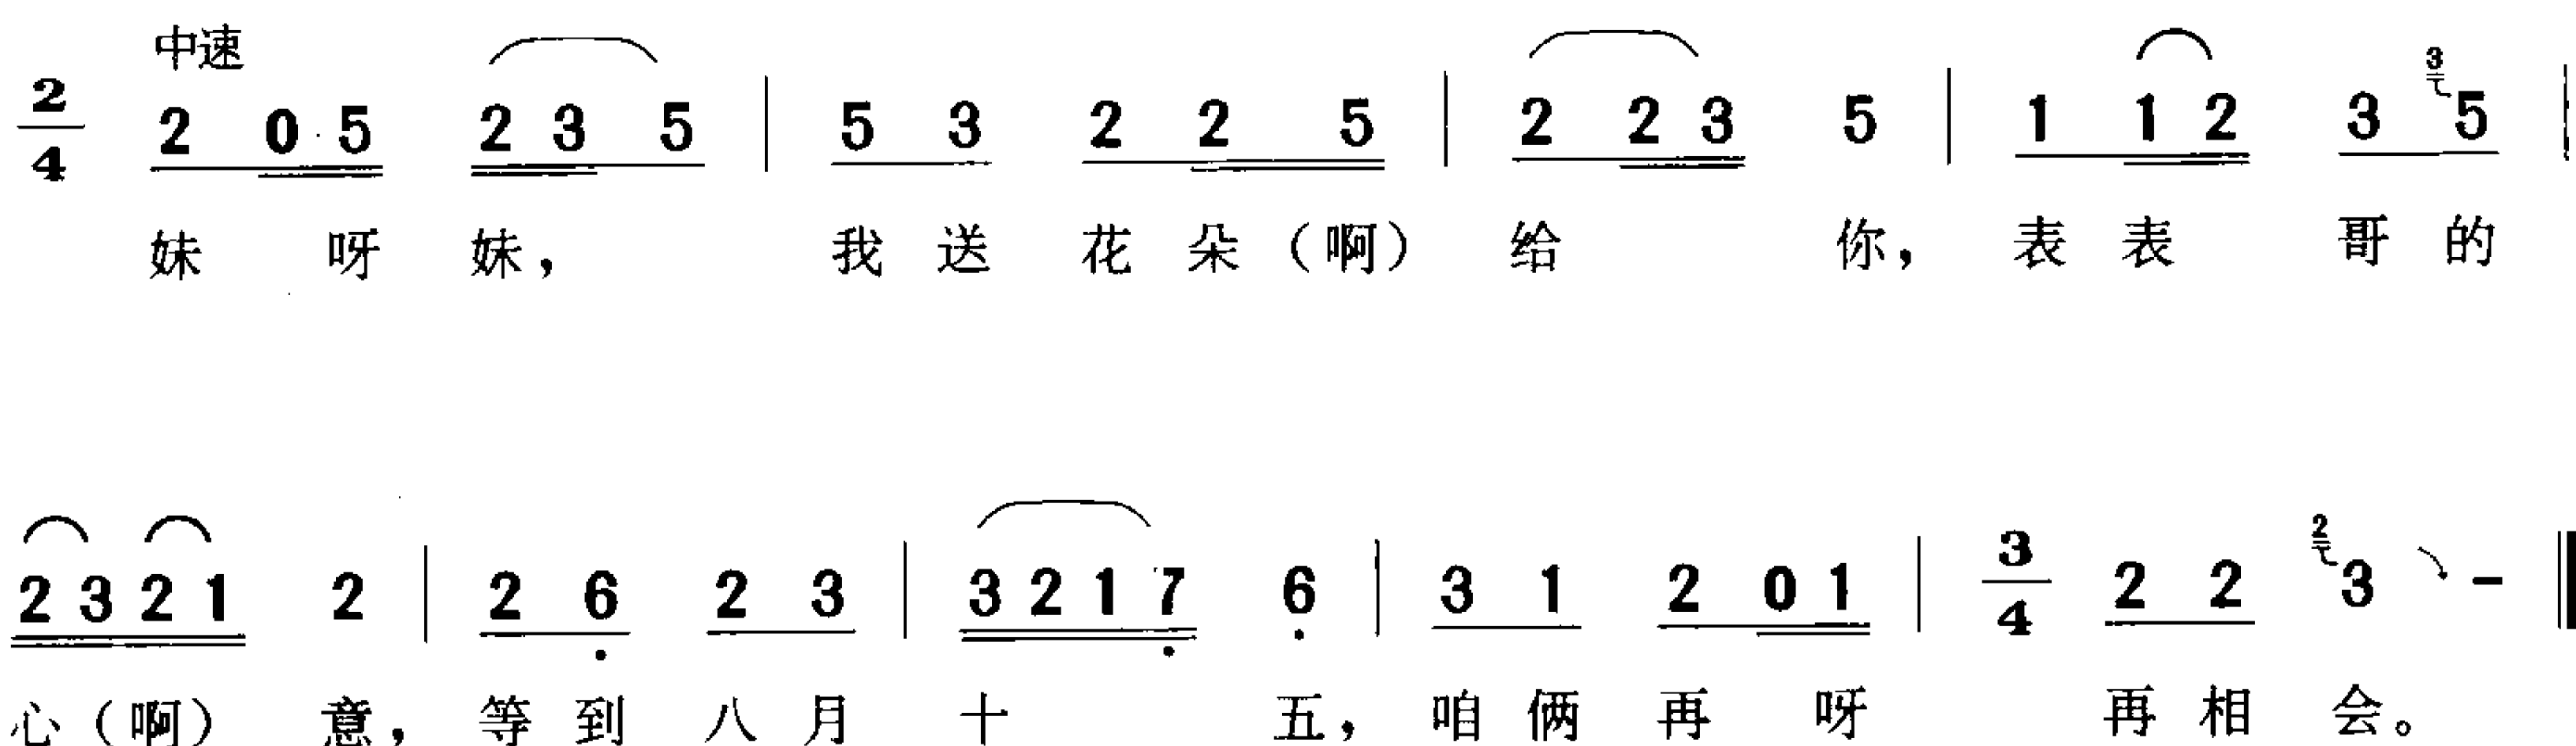 中速
2/4 2 0 5 2 3 5 | 5 3 2 2 5 | 2 2 3 5 | 1 1 2 3 3 5 |
妹 呀 妹， 我 送 花 朵（啊） 给 你， 表 表 哥 的
2 3 2 1 2 | 2 6̣ 2 3 | 3 2 1 7̣ 6̣ | 3 1 2 0 1 | 3/4 2 2 2 3 - ‖
心（啊） 意， 等 到 八 月 十 五， 咱 俩 再 呀 再 相 会。